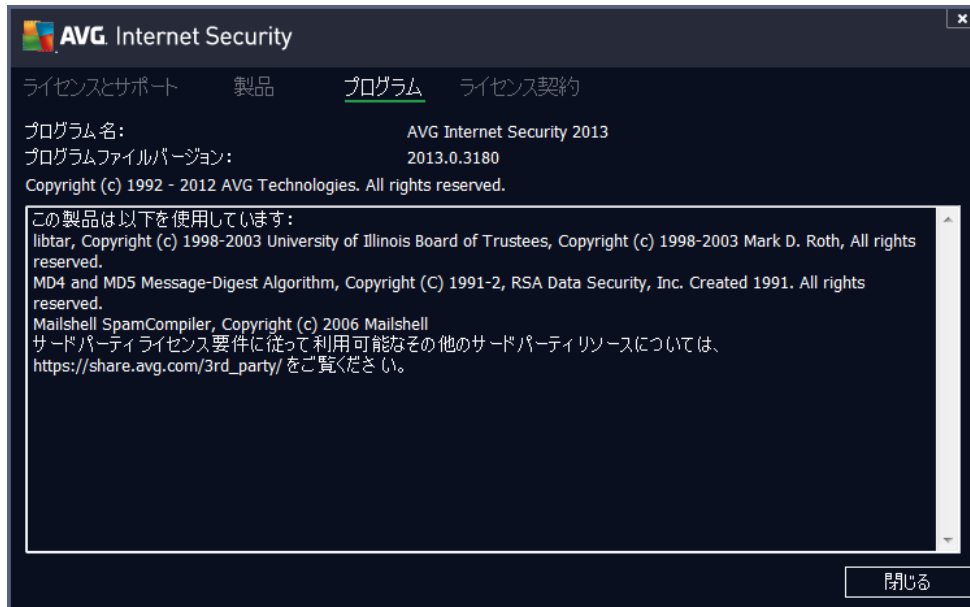 AVG. Internet Security
x
ライセンスとサポート 製品 プログラム ライセンス契約
プログラム名: AVG Internet Security 2013
プログラムファイルバージョン: 2013.0.3180
Copyright (c) 1992 - 2012 AVG Technologies. All rights reserved.
この製品は以下を使用しています:
libtar, Copyright (c) 1998-2003 University of Illinois Board of Trustees, Copyright (c) 1998-2003 Mark D. Roth, All rights
reserved.
MD4 and MD5 Message-Digest Algorithm, Copyright (C) 1991-2, RSA Data Security, Inc. Created 1991. All rights
reserved.
Mailshell SpamCompiler, Copyright (c) 2006 Mailshell
サードパーティライセンス要件に従って利用可能なその他のサードパーティリソースについては、
https://share.avg.com/3rd_party/ をご覧ください。
閉じる